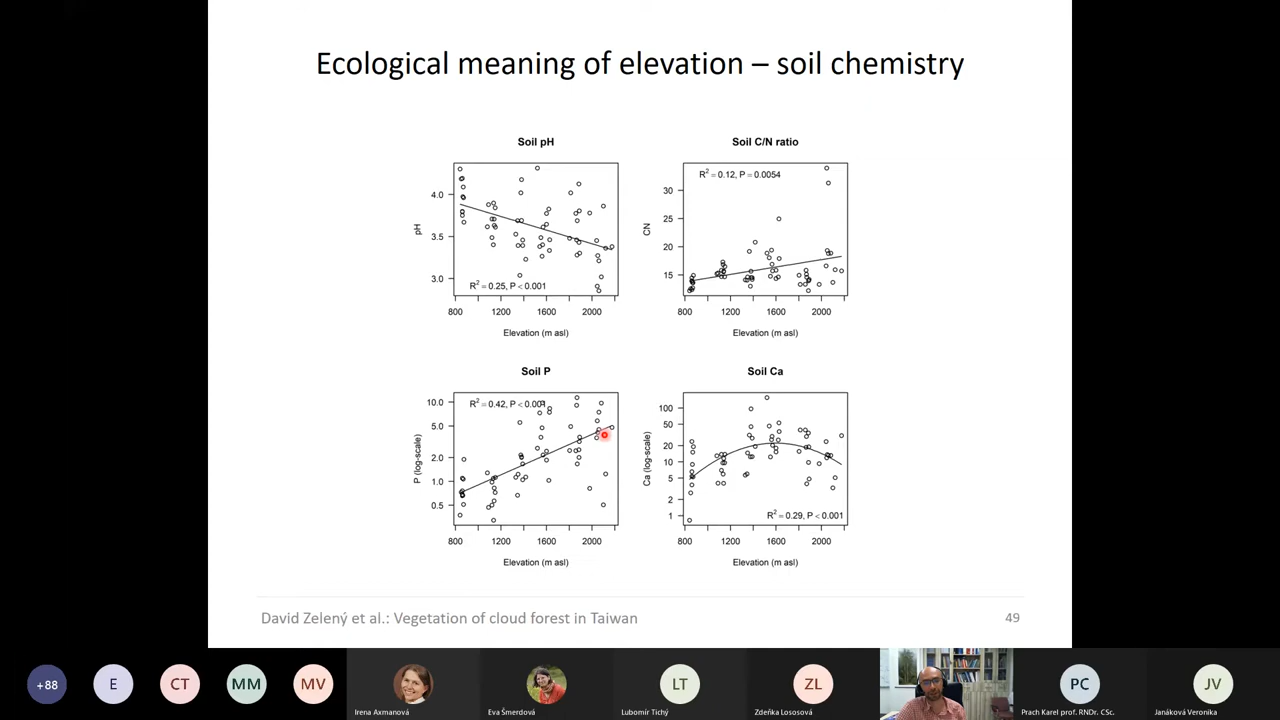 Ecological meaning of elevation – soil chemistry
Soil pH
pH
4.0
3.5
3.0
R² = 0.25, P < 0.001
800 1200 1600 2000
Elevation (m asl)
Soil C/N ratio
CN
R² = 0.12, P = 0.0054
30
20
15
800 1200 1600 2000
Elevation (m asl)
Soil P
P (log-scale)
R² = 0.42, P < 0.001
10.0
5.0
2.0
1.0
0.5
800 1200 1600 2000
Elevation (m asl)
Soil Ca
Ca (log-scale)
100
50
20
10
5
2
1
R² = 0.29, P < 0.001
800 1200 1600 2000
Elevation (m asl)
David Zelený et al.: Vegetation of cloud forest in Taiwan
49
+88
E
CT
MM
MV
LT
ZL
PC
JV
Irena Axmanová
Eva Šmerdová
Lubomír Tichý
Zdeňka Lososová
Prach Karel prof. RNDr. CSc.
Janáková Veronika